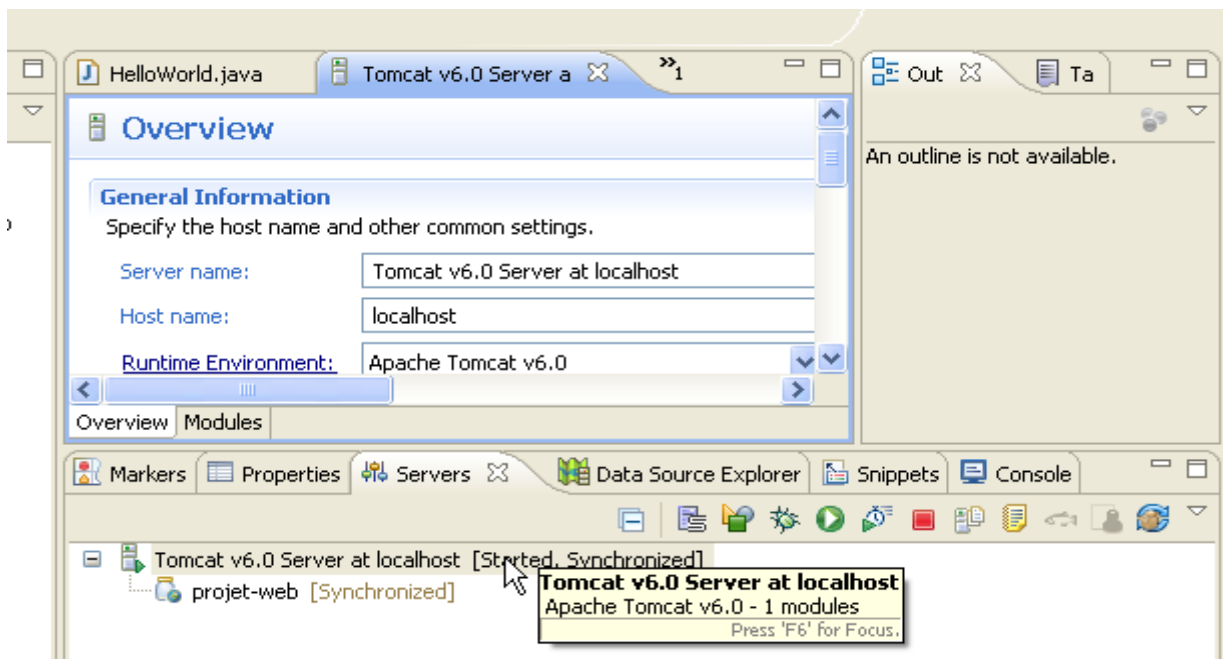 HelloWorld.java Tomcat v6.0 Server a »1 Out Ta
Overview
An outline is not available.
General Information
Specify the host name and other common settings.
Server name: Tomcat v6.0 Server at localhost
Host name: localhost
Runtime Environment: Apache Tomcat v6.0
Overview Modules
Markers Properties Servers Data Source Explorer Snippets Console
Tomcat v6.0 Server at localhost [Started, Synchronized]
projet-web [Synchronized]
Tomcat v6.0 Server at localhost
Apache Tomcat v6.0 - 1 modules
Press 'F6' for Focus.